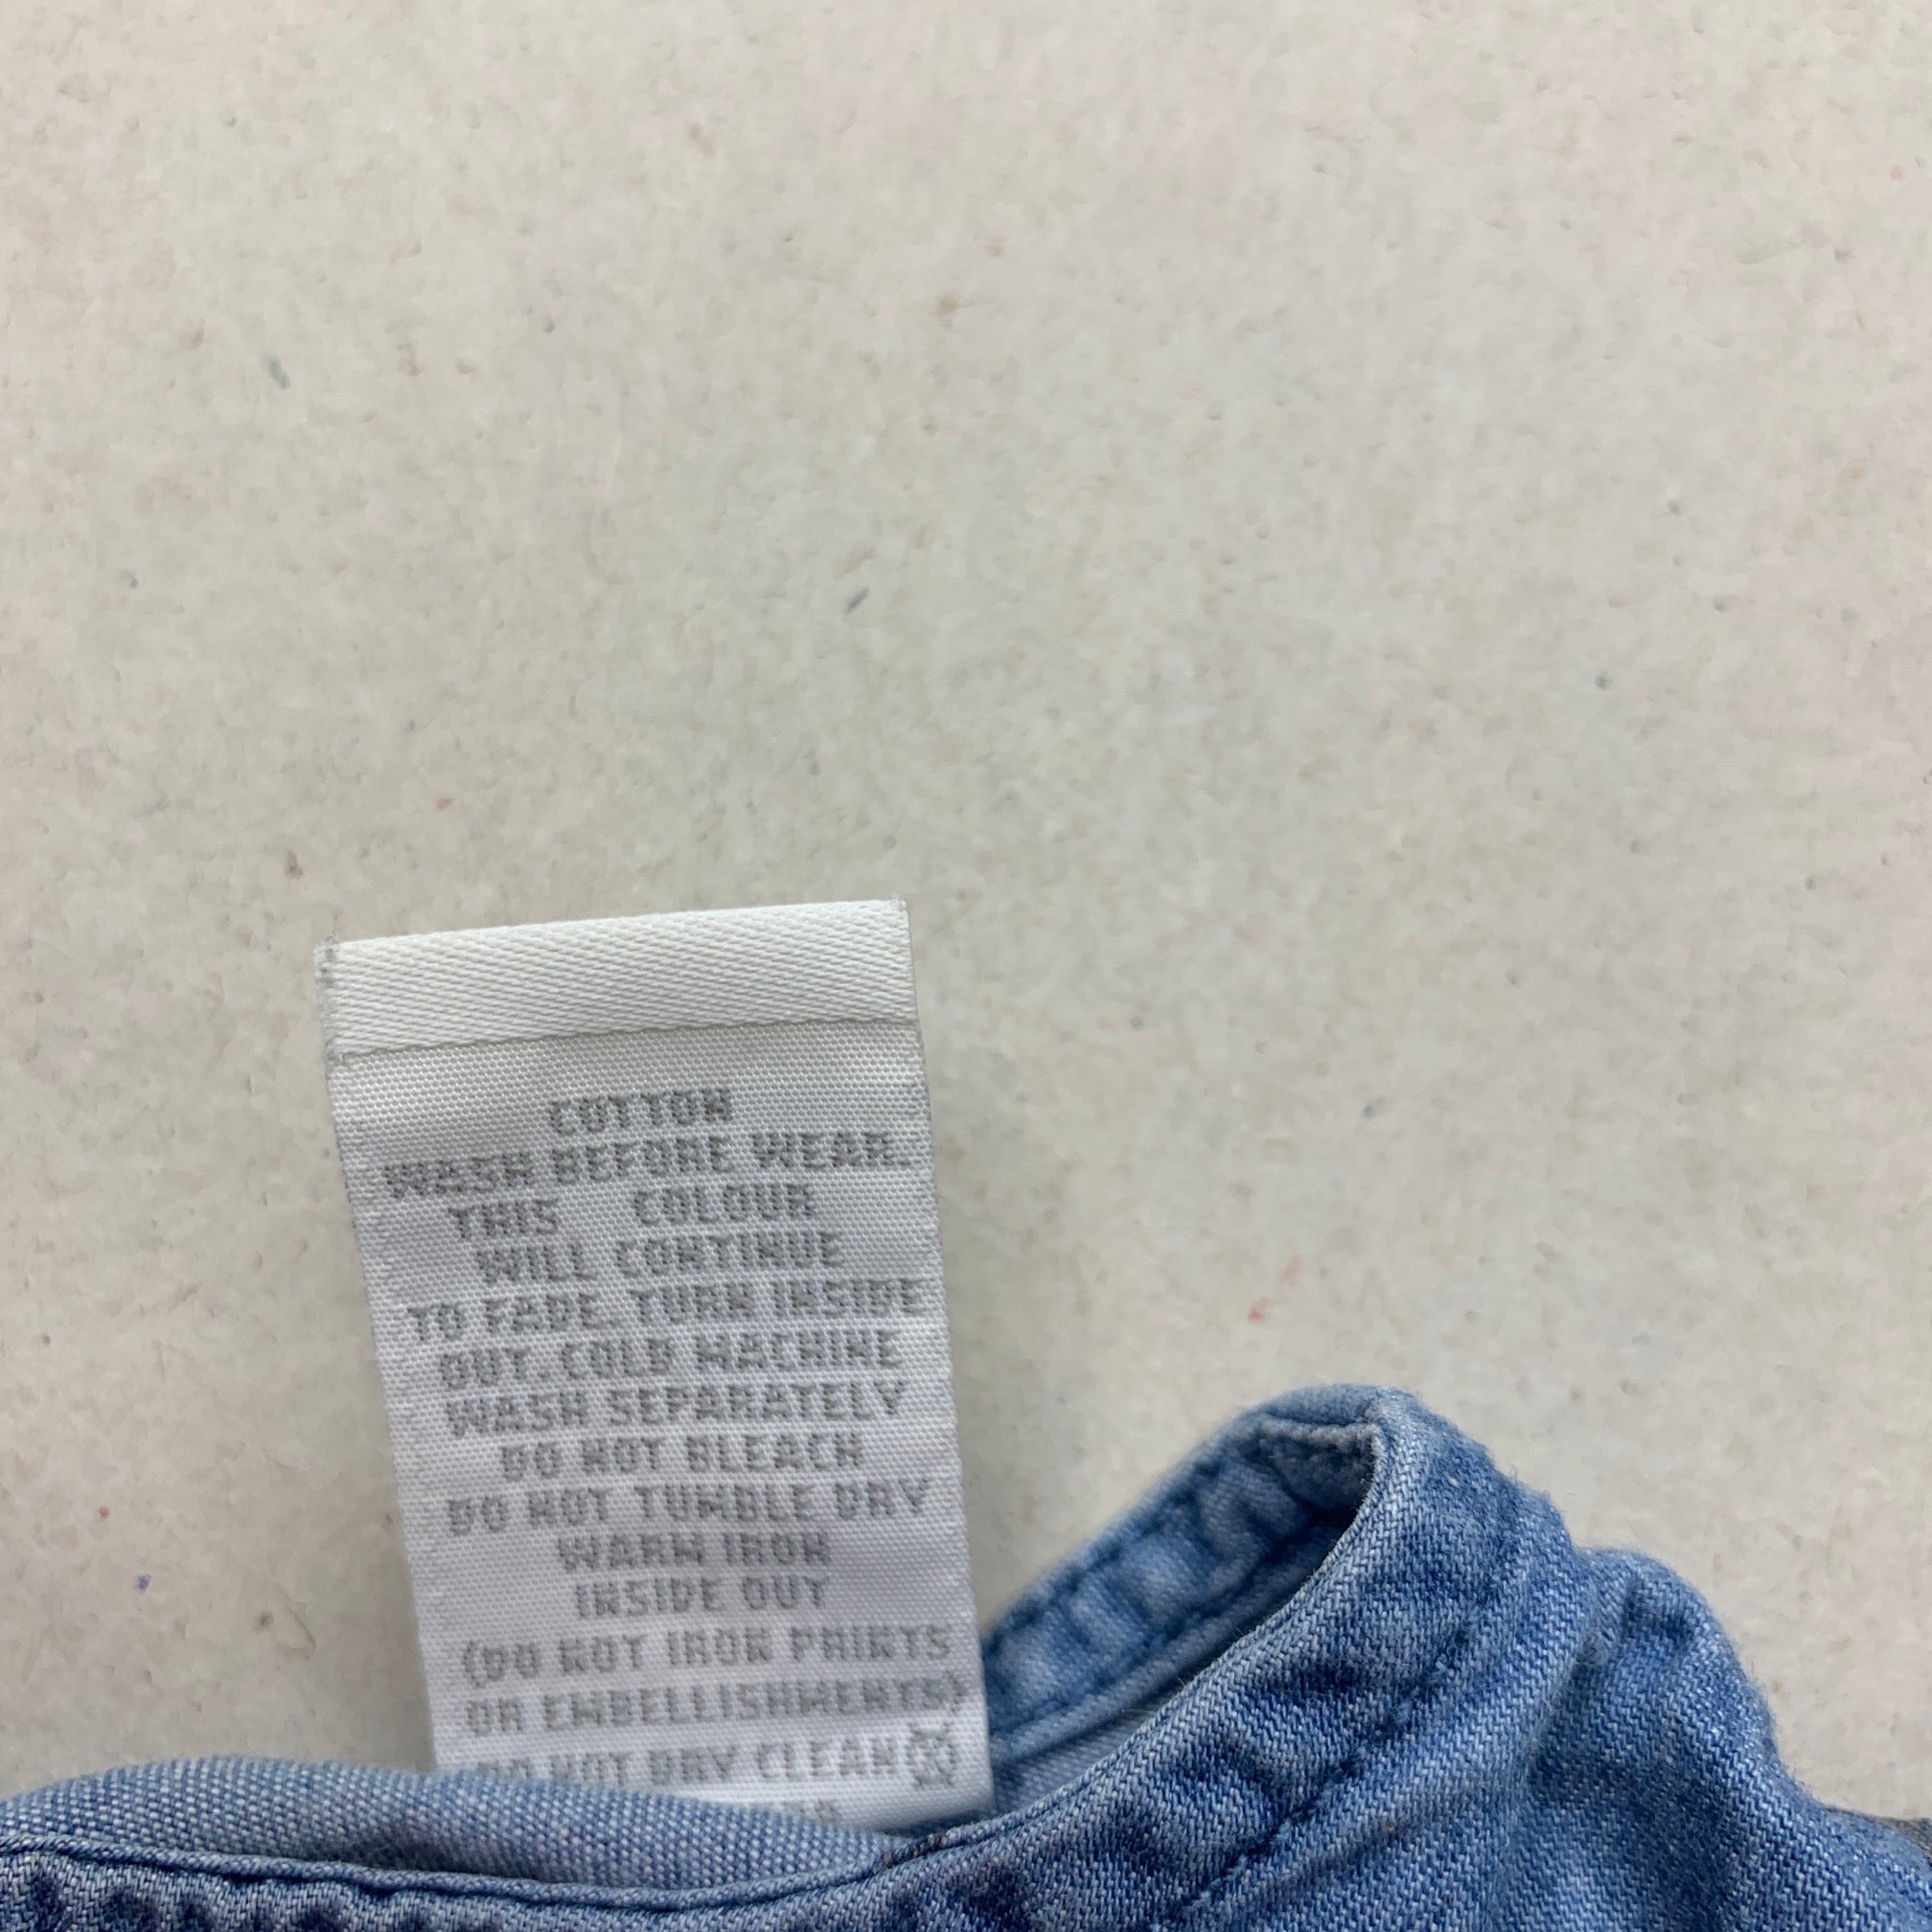 COTTON
WASH BEFORE WEAR.
THIS COLOUR
WILL CONTINUE
TO FADE. TURN INSIDE
OUT. COLD MACHINE
WASH SEPARATELY
DO NOT BLEACH
DO NOT TUMBLE DRY
WARM IRON
INSIDE OUT
(DO NOT IRON PRINTS
OR EMBELLISHMENTS)
DO NOT DRY CLEAN